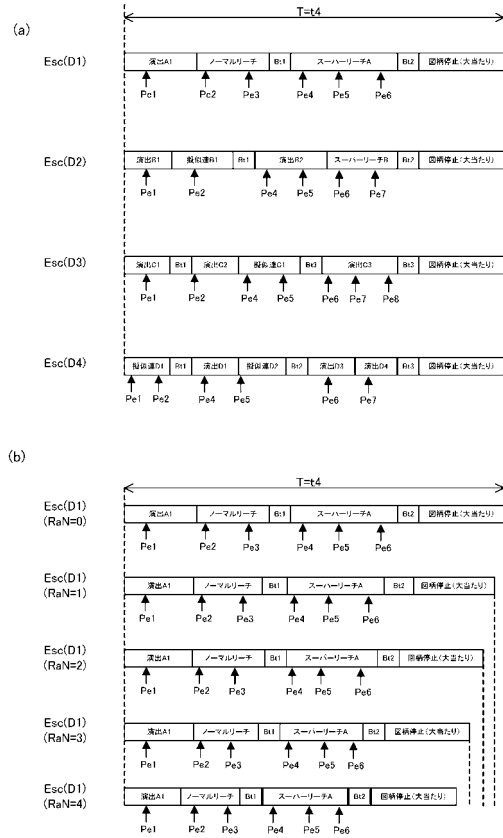 (a)
T=t4
Esc(D1)
演出A1 ノーマルリーチ Bt1 スーパーリーチA Bt2 図柄停止(大当たり)
Pc1 Pc2 Pe3 Pe4 Pe5 Pe6
Esc(D2)
演出B1 擬似連B1 Bt1 演出B2 スーパーリーチB Bt2 図柄停止(大当たり)
Pe1 Pe2 Pe4 Pe5 Pe6 Pe7
Esc(D3)
演出C1 Bt1 演出C2 擬似連C1 Bt3 演出C3 Bt3 図柄停止(大当たり)
Pe1 Pe2 Pe4 Pe5 Pe6 Pe7 Pe8
Esc(D4)
擬似連D1 Bt1 演出D1 擬似連D2 Bt2 演出D3 演出D4 Bt3 図柄停止(大当たり)
Pe1 Pe2 Pe4 Pe5 Pe6 Pe7
(b)
T=t4
Esc(D1)
(RaN=0)
演出A1 ノーマルリーチ Bt1 スーパーリーチA Bt2 図柄停止(大当たり)
Pe1 Pe2 Pe3 Pe4 Pe5 Pe6
Esc(D1)
(RaN=1)
演出A1 ノーマルリーチ Bt1 スーパーリーチA Bt2 図柄停止(大当たり)
Pe1 Pe2 Pe3 Pe4 Pe5 Pe6
Esc(D1)
(RaN=2)
演出A1 ノーマルリーチ Bt1 スーパーリーチA Bt2 図柄停止(大当たり)
Pe1 Pe2 Pe3 Pe4 Pe5 Pe6
Esc(D1)
(RaN=3)
演出A1 ノーマルリーチ Bt1 スーパーリーチA Bt2 図柄停止(大当たり)
Pe1 Pe2 Pe3 Pe4 Pe5 Pe6
Esc(D1)
(RaN=4)
演出A1 ノーマルリーチ Bt1 スーパーリーチA Bt2 図柄停止(大当たり)
Pe1 Pe2 Pe3 Pe4 Pe5 Pe6